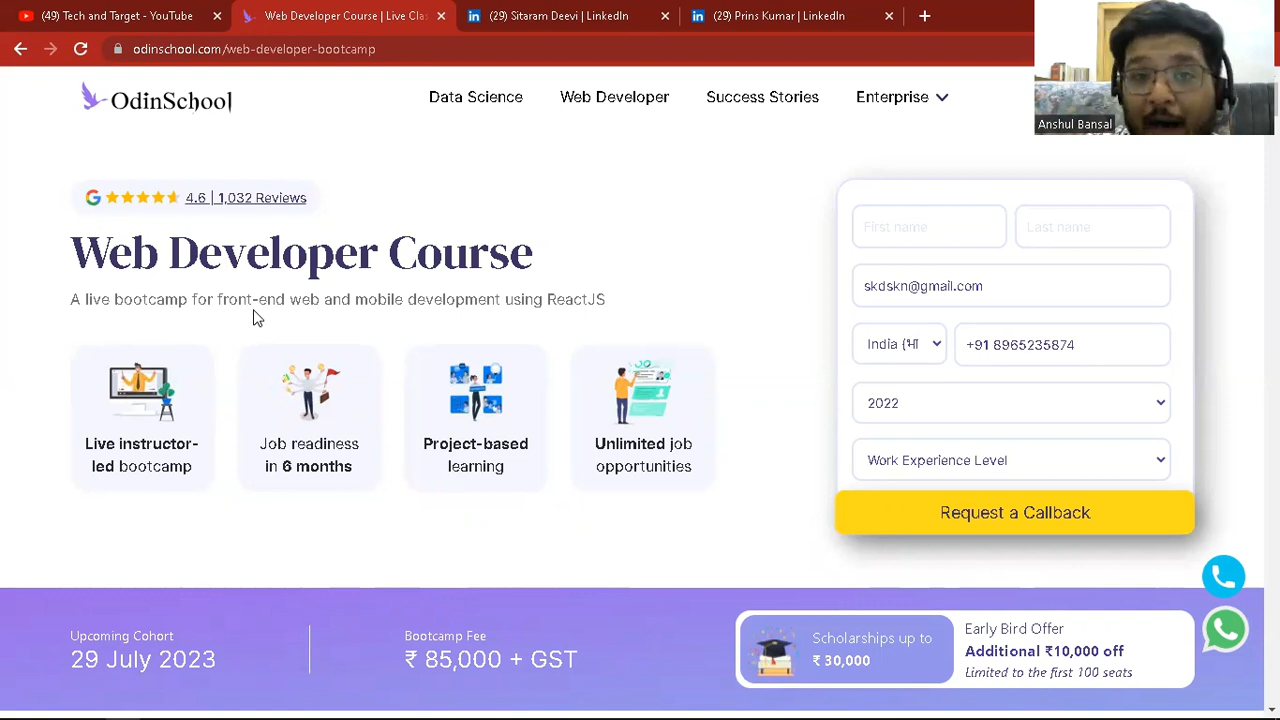 (49) Tech and Target - YouTube
Web Developer Course | Live Cla
(29) Sitaram Deevi | LinkedIn
(29) Prins Kumar | LinkedIn
odinschool.com/web-developer-bootcamp
Anshul Bansal
OdinSchool
Data Science
Web Developer
Success Stories
Enterprise
4.6 | 1,032 Reviews
Web Developer Course
A live bootcamp for front-end web and mobile development using ReactJS
Live instructor-
led bootcamp
Job readiness
in 6 months
Project-based
learning
Unlimited job
opportunities
First name
Last name
skdskn@gmail.com
India (भा
+91 8965235874
2022
Work Experience Level
Request a Callback
Upcoming Cohort
29 July 2023
Bootcamp Fee
₹ 85,000 + GST
Scholarships up to
₹ 30,000
Early Bird Offer
Additional ₹10,000 off
Limited to the first 100 seats